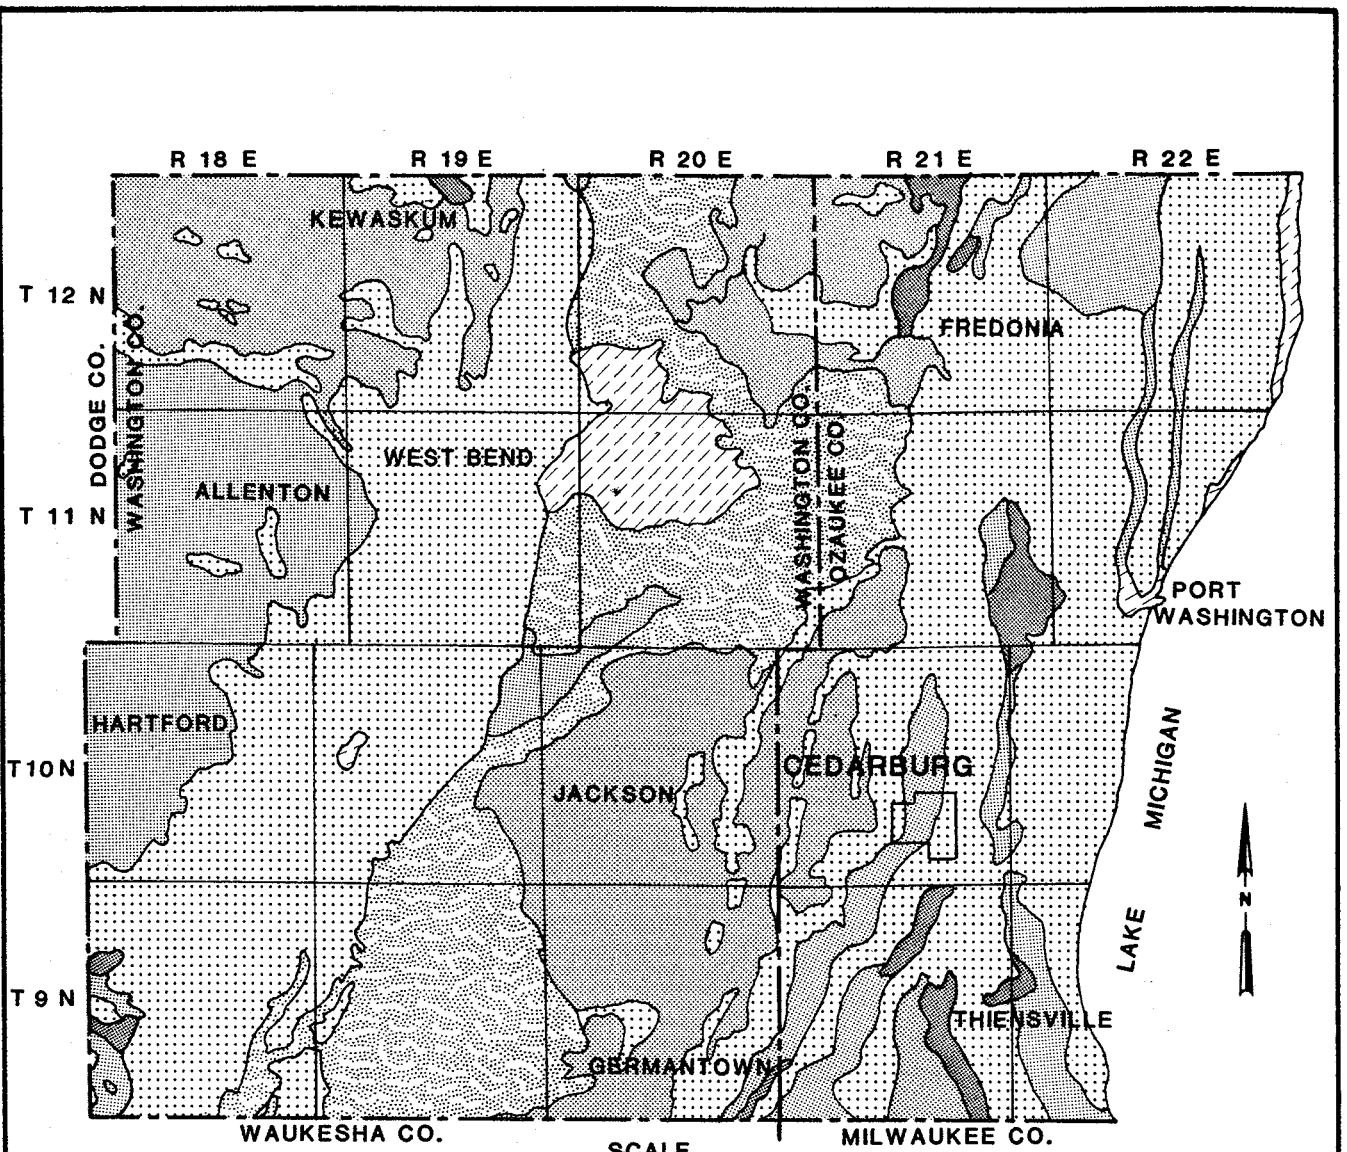 R 18 E R 19 E R 20 E R 21 E R 22 E
KEWASKUM
T 12 N
FREDONIA
DODGE CO.
WASHINGTON CO.
WASHINGTON CO.
OZAUKEE CO.
WEST BEND
ALLENTON
T 11 N
PORT
WASHINGTON
HARTFORD
T10N
CEDARBURG
JACKSON
LAKE MICHIGAN
N
T 9 N
THIENSVILLE
GERMANTOWN
WAUKESHA CO.
MILWAUKEE CO.
SCALE